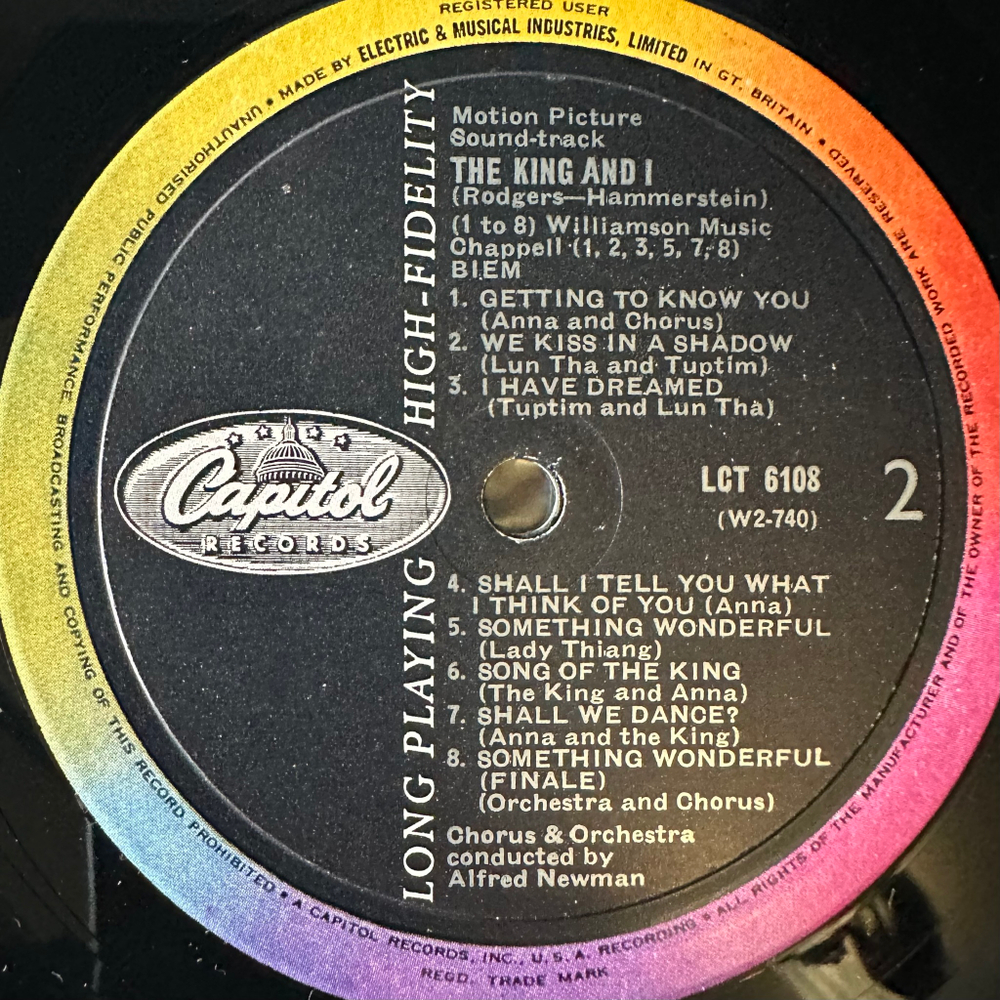 REGISTERED USER
• MADE BY ELECTRIC & MUSICAL INDUSTRIES, LIMITED IN GT. BRITAIN •
ALL RIGHTS OF THE MANUFACTURER AND OF THE OWNER OF THE RECORDED WORK ARE RESERVED
UNAUTHORISED PUBLIC PERFORMANCE BROADCASTING AND COPYING OF THIS RECORD PROHIBITED •
A CAPITOL RECORDS, INC., U.S.A. RECORDING. •
REGD. TRADE MARK
LONG PLAYING HIGH-FIDELITY
Motion Picture
Sound-track
THE KING AND I
(Rodgers—Hammerstein)
(1 to 8) Williamson Music
Chappell (1, 2, 3, 5, 7, 8)
BIEM
1. GETTING TO KNOW YOU
(Anna and Chorus)
2. WE KISS IN A SHADOW
(Lun Tha and Tuptim)
3. I HAVE DREAMED
(Tuptim and Lun Tha)
Capitol
RECORDS
LCT 6108
(W2-740)
2
4. SHALL I TELL YOU WHAT
I THINK OF YOU (Anna)
5. SOMETHING WONDERFUL
(Lady Thiang)
6. SONG OF THE KING
(The King and Anna)
7. SHALL WE DANCE?
(Anna and the King)
8. SOMETHING WONDERFUL
(FINALE)
(Orchestra and Chorus)
Chorus & Orchestra
conducted by
Alfred Newman